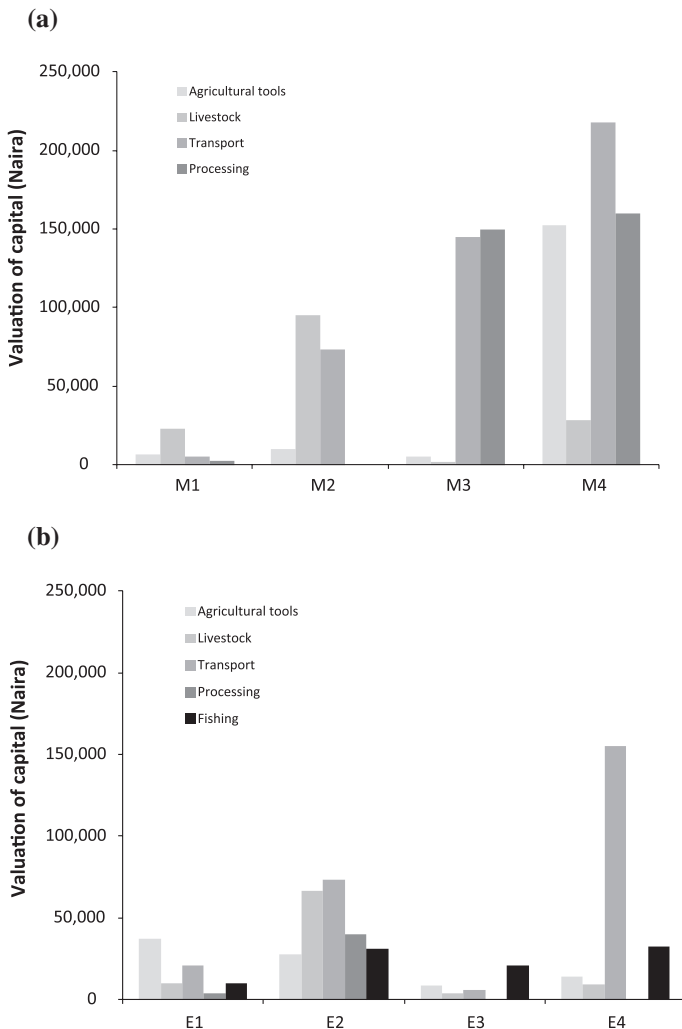 (a)
Valuation of capital (Naira)
250,000
200,000
150,000
100,000
50,000
0
Agricultural tools
Livestock
Transport
Processing
M1 M2 M3 M4
(b)
Valuation of capital (Naira)
250,000
200,000
150,000
100,000
50,000
0
Agricultural tools
Livestock
Transport
Processing
Fishing
E1 E2 E3 E4